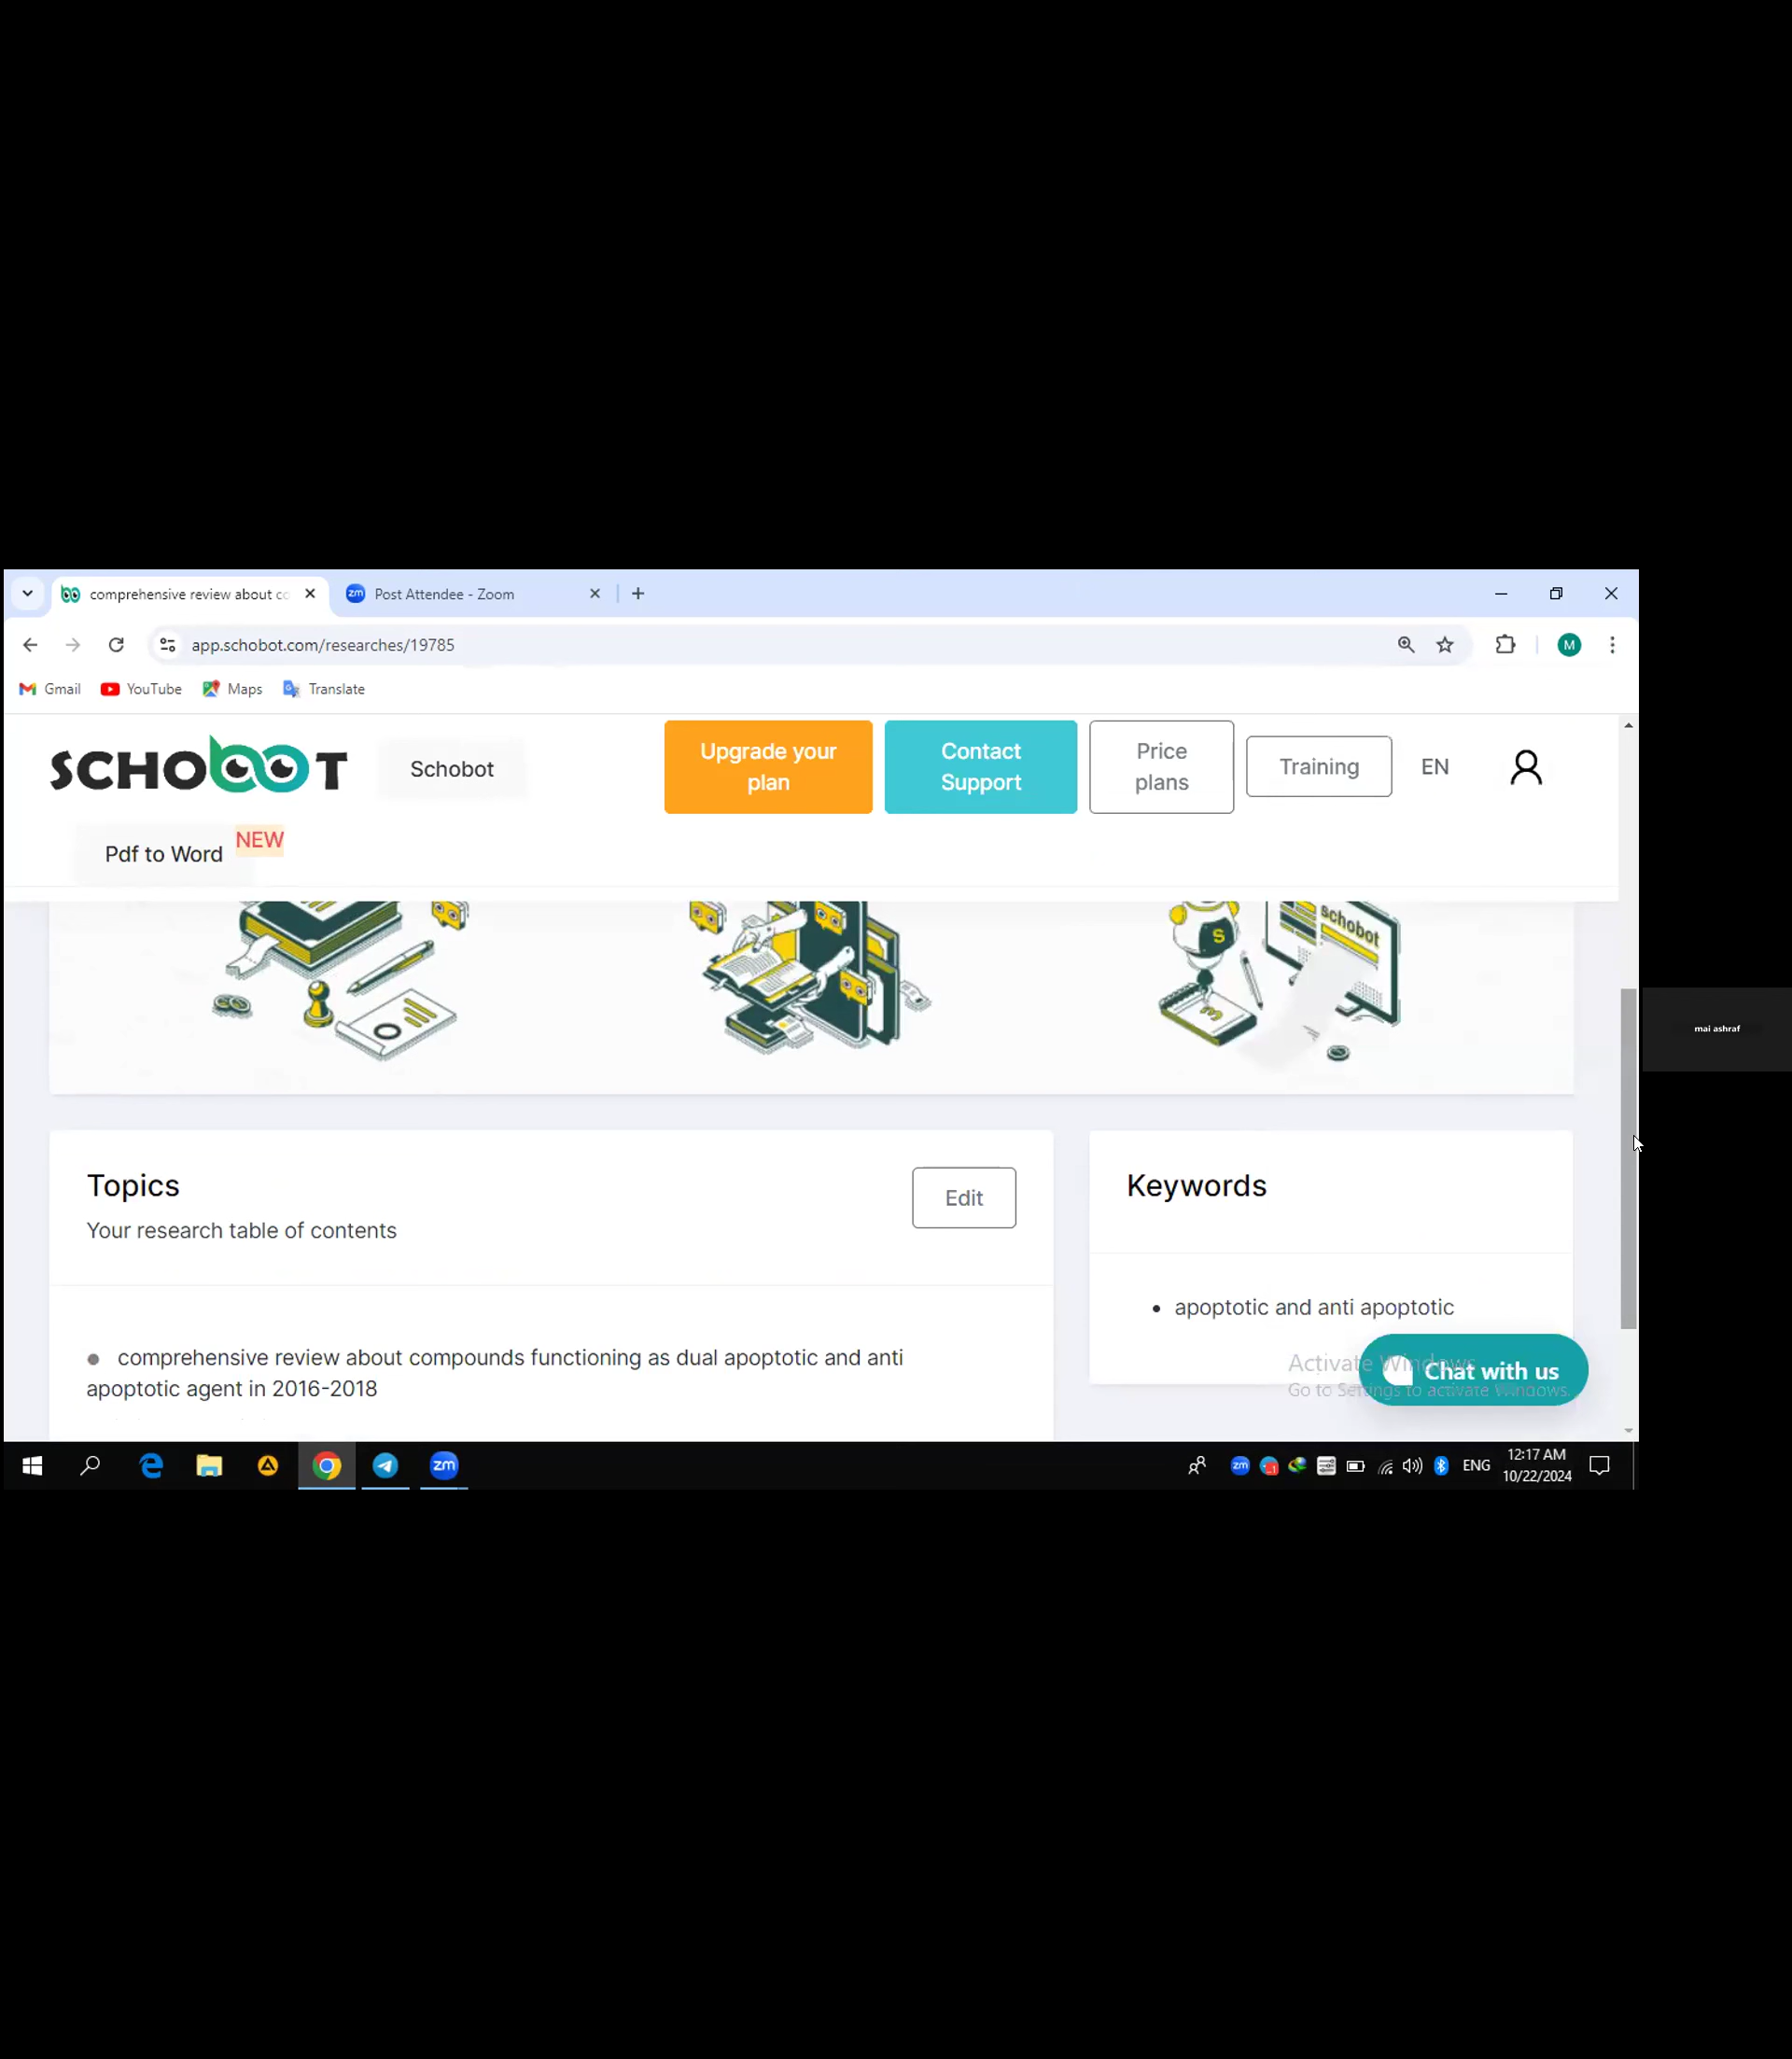 comprehensive review about co
Post Attendee - Zoom
app.schobot.com/researches/19785
M
Gmail
YouTube
Maps
Translate
SCHOBOT
Schobot
Upgrade your
plan
Contact
Support
Price
plans
Training
EN
Pdf to Word
NEW
S
schobot
mai ashraf
Topics
Edit
Your research table of contents
Keywords
apoptotic and anti apoptotic
comprehensive review about compounds functioning as dual apoptotic and anti
apoptotic agent in 2016-2018
Activate Windows
Go to Settings to activate Windows.
Chat with us
zm
zm
ENG
12:17 AM
10/22/2024